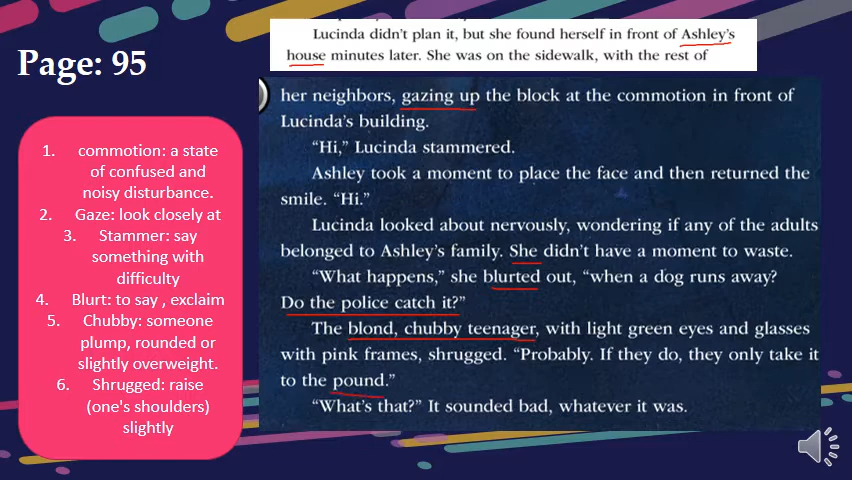 Page: 95
Lucinda didn't plan it, but she found herself in front of Ashley's
house minutes later. She was on the sidewalk, with the rest of
her neighbors, gazing up the block at the commotion in front of
Lucinda's building.
"Hi," Lucinda stammered.
Ashley took a moment to place the face and then returned the
smile. "Hi."
Lucinda looked about nervously, wondering if any of the adults
belonged to Ashley's family. She didn't have a moment to waste.
"What happens," she blurted out, "when a dog runs away?
Do the police catch it?"
The blond, chubby teenager, with light green eyes and glasses
with pink frames, shrugged. "Probably. If they do, they only take it
to the pound."
"What's that?" It sounded bad, whatever it was.
1. commotion: a state
of confused and
noisy disturbance.
2. Gaze: look closely at
3. Stammer: say
something with
difficulty
4. Blurt: to say , exclaim
5. Chubby: someone
plump, rounded or
slightly overweight.
6. Shrugged: raise
(one's shoulders)
slightly